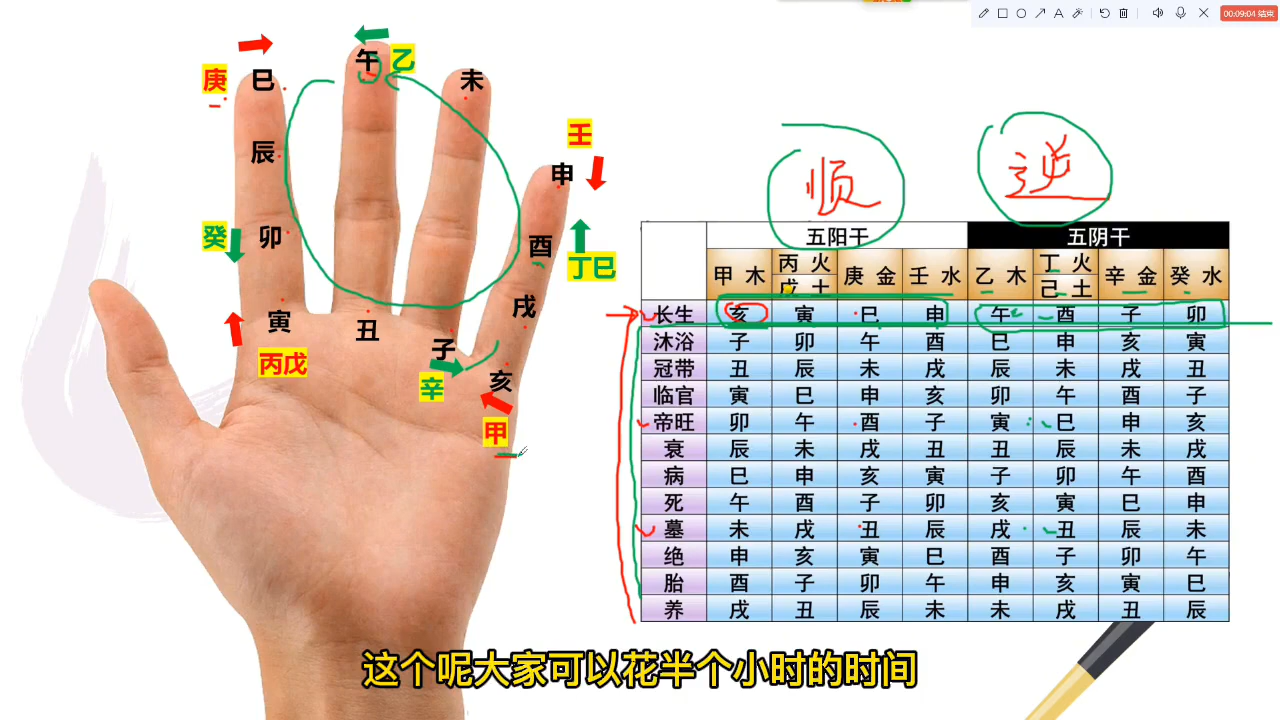 00:09:04 结束
午 乙
庚 巳 未
壬
辰
申
癸 卯
酉
丁巳
戌
寅 丑
子
丙戊
辛 亥
甲
顺 逆
五阳干 五阴干
甲 木 丙 火 庚 金 壬 水 乙 木 丁 火 辛 金 癸 水
戊 土 己 土
长生 亥 寅 巳 申 午 酉 子 卯
沐浴 子 卯 午 酉 巳 申 亥 寅
冠带 丑 辰 未 戌 辰 未 戌 丑
临官 寅 巳 申 亥 卯 午 酉 子
帝旺 卯 午 酉 子 寅 巳 申 亥
衰 辰 未 戌 丑 丑 辰 未 戌
病 巳 申 亥 寅 子 卯 午 酉
死 午 酉 子 卯 亥 寅 巳 申
墓 未 戌 丑 辰 戌 丑 辰 未
绝 申 亥 寅 巳 酉 子 卯 午
胎 酉 子 卯 午 申 亥 寅 巳
养 戌 丑 辰 未 未 戌 丑 辰
这个呢大家可以花半个小时的时间